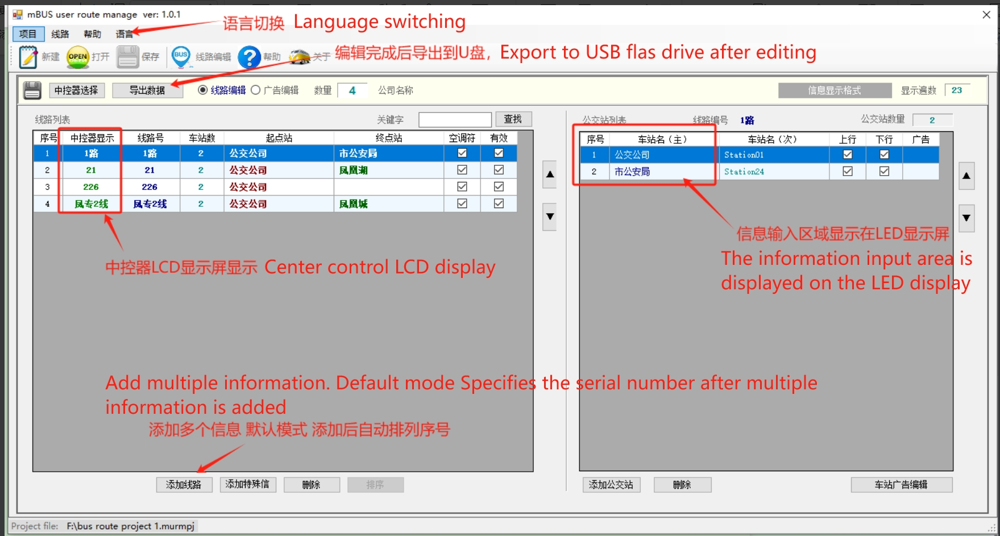 mBUS user route manage ver: 1.0.1
语言切换 Language switching
项目 线路 帮助 语言
新建 OPEN 打开 保存 BUS 线路编辑 ? 帮助 关于
编辑完成后导出到U盘, Export to USB flas drive after editing
中控器选择 导出数据 线路编辑 广告编辑 数量 4 公司名称 信息显示格式 显示遍数 23
线路列表 关键字 查找
序号 中控器显示 线路号 车站数 起点站 终点站 空调符 有效
1 1路 1路 2 公交公司 市公安局
2 21 21 2 公交公司 凤凰湖
3 226 226 2 公交公司
4 凤专2线 凤专2线 2 公交公司 凤凰城
中控器LCD显示屏显示 Center control LCD display
Add multiple information. Default mode Specifies the serial number after multiple
information is added
添加多个信息 默认模式 添加后自动排列序号
添加线路 添加特殊信 删除 排序
公交站列表 线路编号 1路 公交站数量 2
序号 车站名（主） 车站名（次） 上行 下行 广告
1 公交公司 Station01
2 市公安局 Station24
信息输入区域显示在LED显示屏
The information input area is
displayed on the LED display
添加公交站 删除 车站广告编辑
Project file: F:\bus route project 1.murmpj